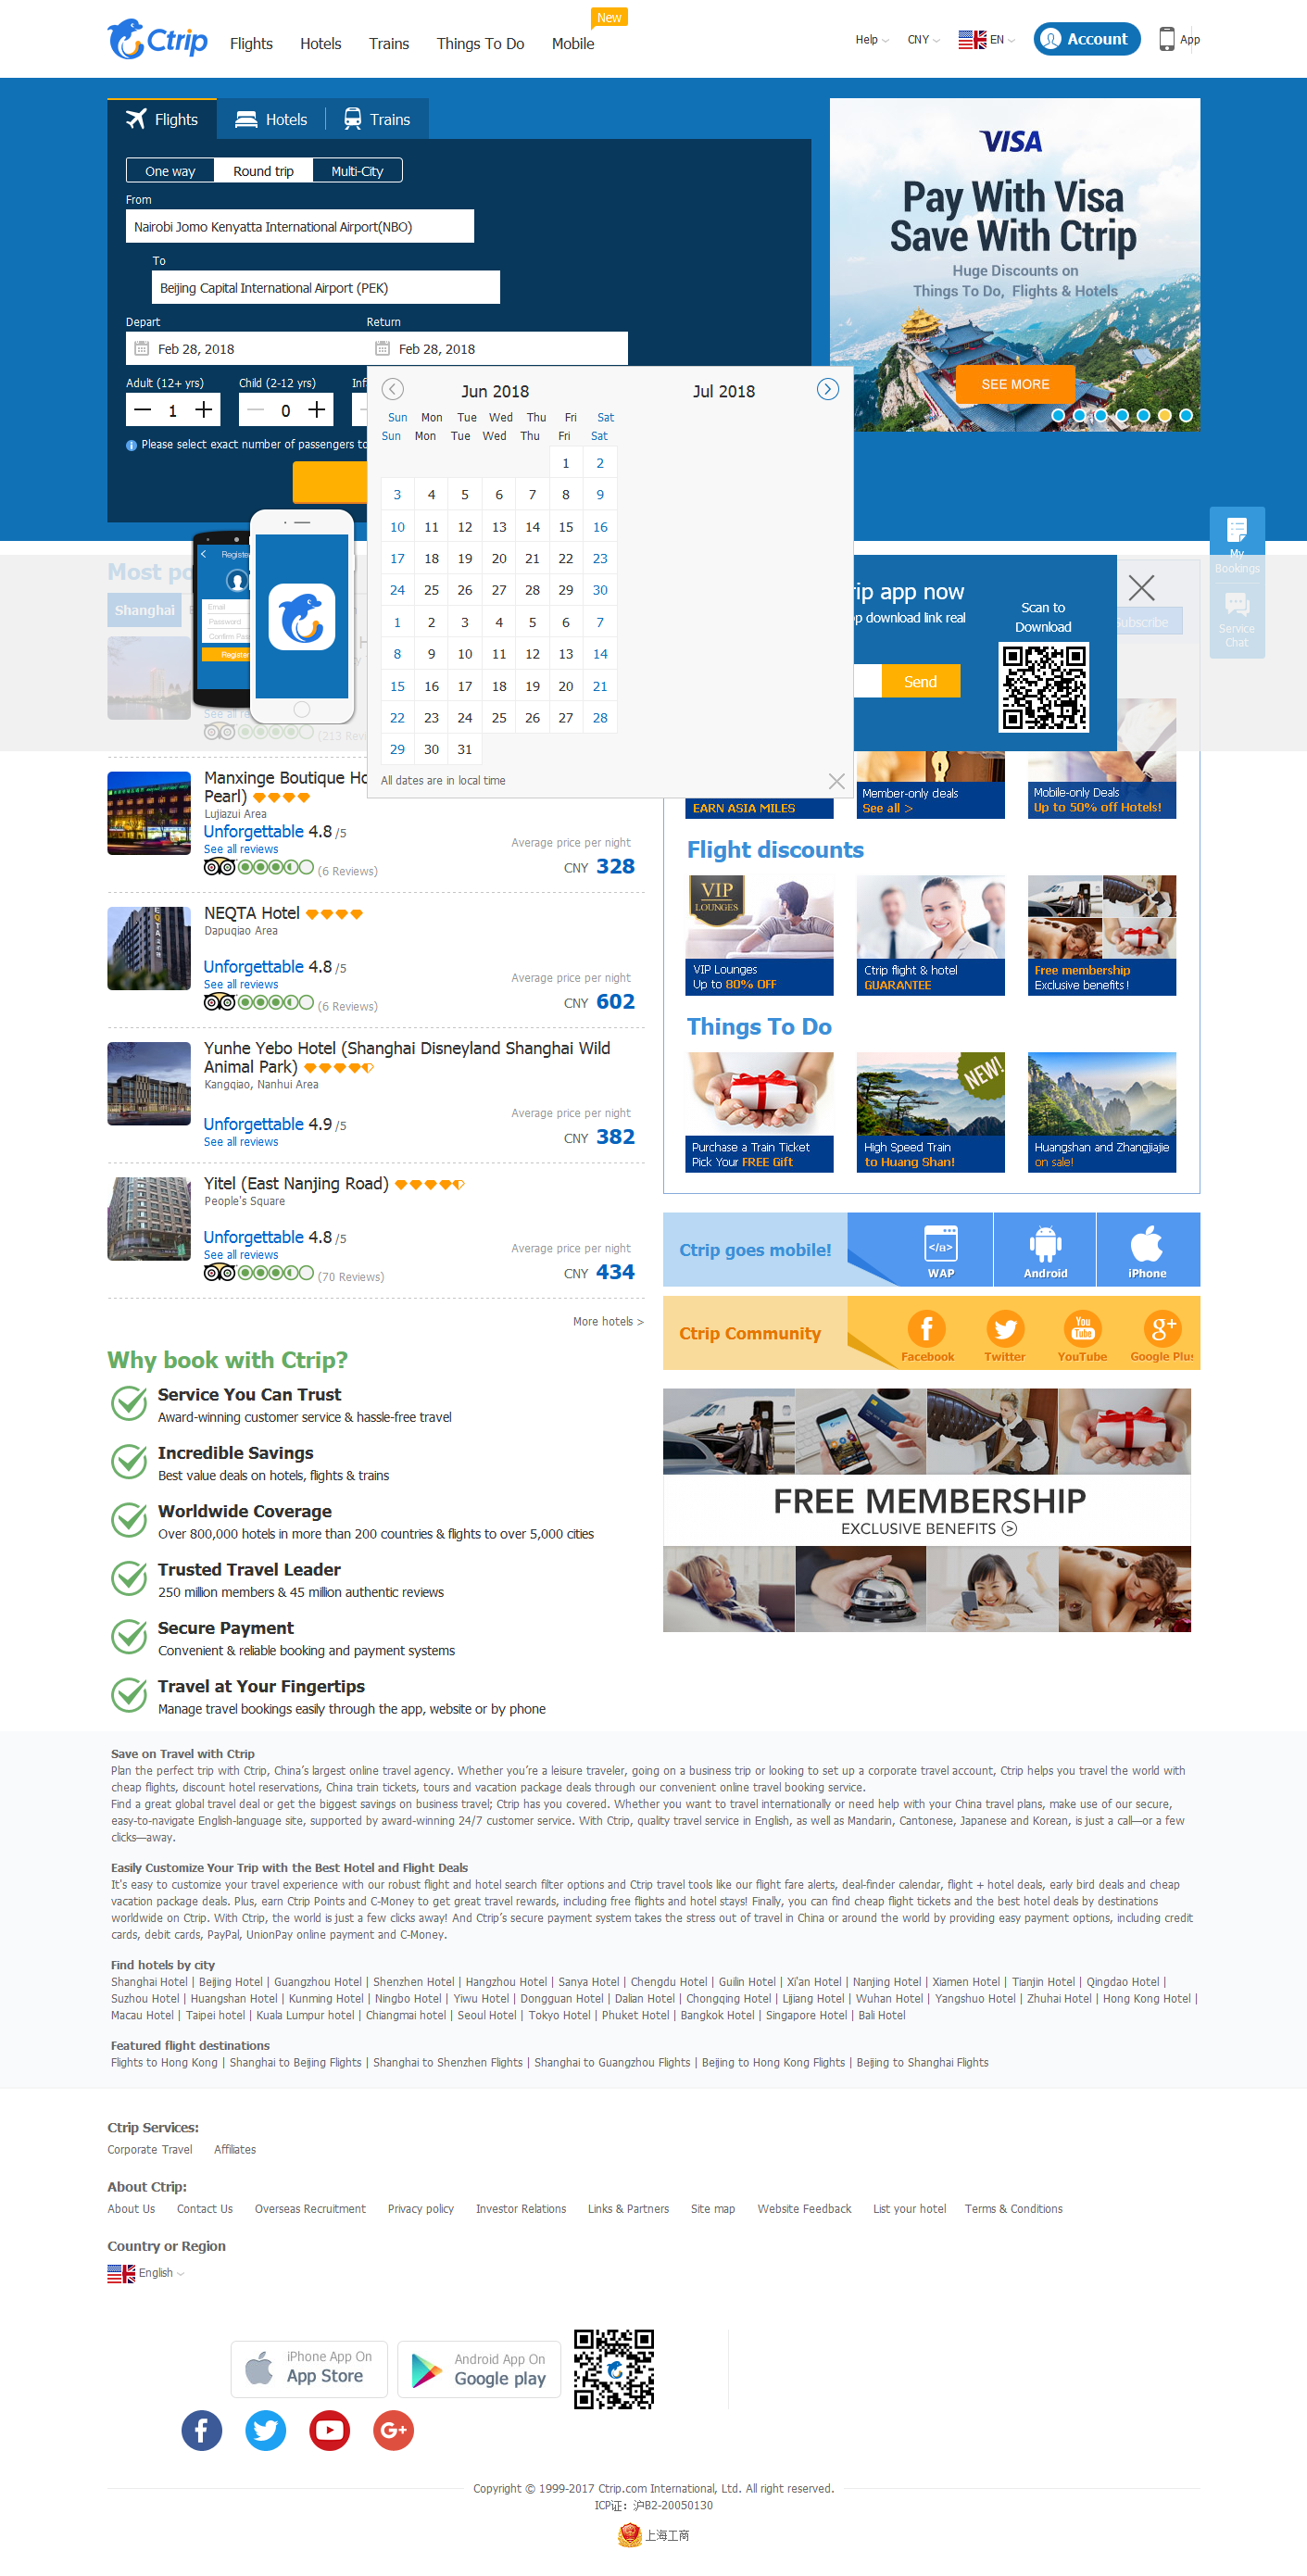 Ctrip
Flights
Hotels
Trains
Things To Do
Mobile
New
Help
CNY
EN
Account
App
Flights
Hotels
Trains
One way
Round trip
Multi-City
From
Nairobi Jomo Kenyatta International Airport(NBO)
To
Beijing Capital International Airport (PEK)
Depart
Return
Feb 28, 2018
Feb 28, 2018
Adult (12+ yrs)
Child (2-12 yrs)
1
0
Please select exact number of passengers
VISA
Pay With Visa
Save With Ctrip
Huge Discounts on
Things To Do, Flights & Hotels
SEE MORE
Jun 2018
Jul 2018
Sun Mon Tue Wed Thu Fri Sat
Sun Mon Tue Wed Thu Fri Sat
1 2
3 4 5 6 7 8 9
10 11 12 13 14 15 16
17 18 19 20 21 22 23
24 25 26 27 28 29 30
1 2 3 4 5 6 7
8 9 10 11 12 13 14
15 16 17 18 19 20 21
22 23 24 25 26 27 28
29 30 31
All dates are in local time
My
Bookings
Service
Chat
Most
Shanghai
Register
Email
Password
Register
app now
download link real
Scan to
Download
Send
Subscribe
Manxinge Boutique
Pearl)
Lujiazui Area
Unforgettable 4.8 /5
See all reviews
(6 Reviews)
Average price per night
CNY 328
NEQTA Hotel
Dapuqiao Area
Unforgettable 4.8 /5
See all reviews
(6 Reviews)
Average price per night
CNY 602
Yunhe Yebo Hotel (Shanghai Disneyland Shanghai Wild
Animal Park)
Kangqiao, Nanhui Area
Unforgettable 4.9 /5
See all reviews
Average price per night
CNY 382
Yitel (East Nanjing Road)
People's Square
Unforgettable 4.8 /5
See all reviews
(70 Reviews)
Average price per night
CNY 434
More hotels >
EARN ASIA MILES
Member-only deals
See all >
Mobile-only Deals
Up to 50% off Hotels!
Flight discounts
VIP
LOUNGES
VIP Lounges
Up to 80% OFF
Ctrip flight & hotel
GUARANTEE
Free membership
Exclusive benefits!
Things To Do
Purchase a Train Ticket
Pick Your FREE Gift
NEW!
High Speed Train
to Huang Shan!
Huangshan and Zhangjiajie
on sale!
Ctrip goes mobile!
WAP
Android
iPhone
Ctrip Community
Facebook
Twitter
YouTube
Google Plus
FREE MEMBERSHIP
EXCLUSIVE BENEFITS
Why book with Ctrip?
Service You Can Trust
Award-winning customer service & hassle-free travel
Incredible Savings
Best value deals on hotels, flights & trains
Worldwide Coverage
Over 800,000 hotels in more than 200 countries & flights to over 5,000 cities
Trusted Travel Leader
250 million members & 45 million authentic reviews
Secure Payment
Convenient & reliable booking and payment systems
Travel at Your Fingertips
Manage travel bookings easily through the app, website or by phone
Save on Travel with Ctrip
Plan the perfect trip with Ctrip, China's largest online travel agency. Whether you're a leisure traveler, going on a business trip or looking to set up a corporate travel account, Ctrip helps you travel the world with
cheap flights, discount hotel reservations, China train tickets, tours and vacation package deals through our convenient online travel booking service.
Find a great global travel deal or get the biggest savings on business travel; Ctrip has you covered. Whether you want to travel internationally or need help with your China travel plans, make use of our secure,
easy-to-navigate English-language site, supported by award-winning 24/7 customer service. With Ctrip, quality travel service in English, as well as Mandarin, Cantonese, Japanese and Korean, is just a call—or a few
clicks—away.
Easily Customize Your Trip with the Best Hotel and Flight Deals
It's easy to customize your travel experience with our robust flight and hotel search filter options and Ctrip travel tools like our flight fare alerts, deal-finder calendar, flight + hotel deals, early bird deals and cheap
vacation package deals. Plus, earn Ctrip Points and C-Money to get great travel rewards, including free flights and hotel stays! Finally, you can find cheap flight tickets and the best hotel deals by destinations
worldwide on Ctrip. With Ctrip, the world is just a few clicks away! And Ctrip's secure payment system takes the stress out of travel in China or around the world by providing easy payment options, including credit
cards, debit cards, PayPal, UnionPay online payment and C-Money.
Find hotels by city
Shanghai Hotel | Beijing Hotel | Guangzhou Hotel | Shenzhen Hotel | Hangzhou Hotel | Sanya Hotel | Chengdu Hotel | Guilin Hotel | Xi'an Hotel | Nanjing Hotel | Xiamen Hotel | Tianjin Hotel | Qingdao Hotel |
Suzhou Hotel | Huangshan Hotel | Kunming Hotel | Ningbo Hotel | Yiwu Hotel | Dongguan Hotel | Dalian Hotel | Chongqing Hotel | Lijiang Hotel | Wuhan Hotel | Yangshuo Hotel | Zhuhai Hotel | Hong Kong Hotel |
Macau Hotel | Taipei hotel | Kuala Lumpur hotel | Chiangmai hotel | Seoul Hotel | Tokyo Hotel | Phuket Hotel | Bangkok Hotel | Singapore Hotel | Bali Hotel
Featured flight destinations
Flights to Hong Kong | Shanghai to Beijing Flights | Shanghai to Shenzhen Flights | Shanghai to Guangzhou Flights | Beijing to Hong Kong Flights | Beijing to Shanghai Flights
Ctrip Services:
Corporate Travel
Affiliates
About Ctrip:
About Us
Contact Us
Overseas Recruitment
Privacy policy
Investor Relations
Links & Partners
Site map
Website Feedback
List your hotel
Terms & Conditions
Country or Region
English
iPhone App On
App Store
Android App On
Google play
Copyright © 1999-2017 Ctrip.com International, Ltd. All right reserved.
ICP证：沪B2-20050130
上海工商